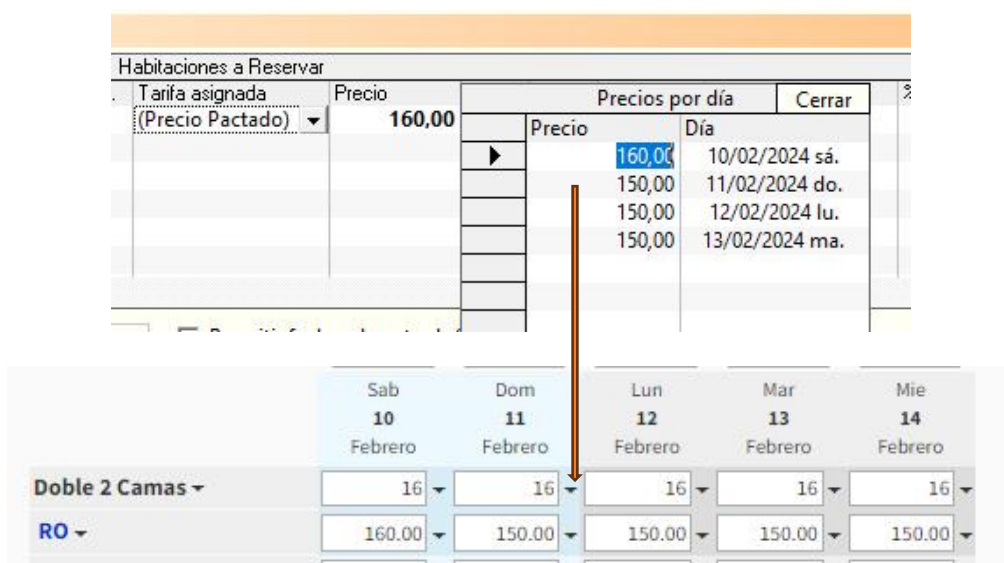 Habitaciones a Reservar
Tarifa asignada Precio Precios por día Cerrar
(Precio Pactado) 160,00 Precio Día
160,00 10/02/2024 sá.
150,00 11/02/2024 do.
150,00 12/02/2024 lu.
150,00 13/02/2024 ma.
Sab Dom Lun Mar Mie
10 11 12 13 14
Febrero Febrero Febrero Febrero Febrero
Doble 2 Camas 16 16 16 16 16
RO 160.00 150.00 150.00 150.00 150.00